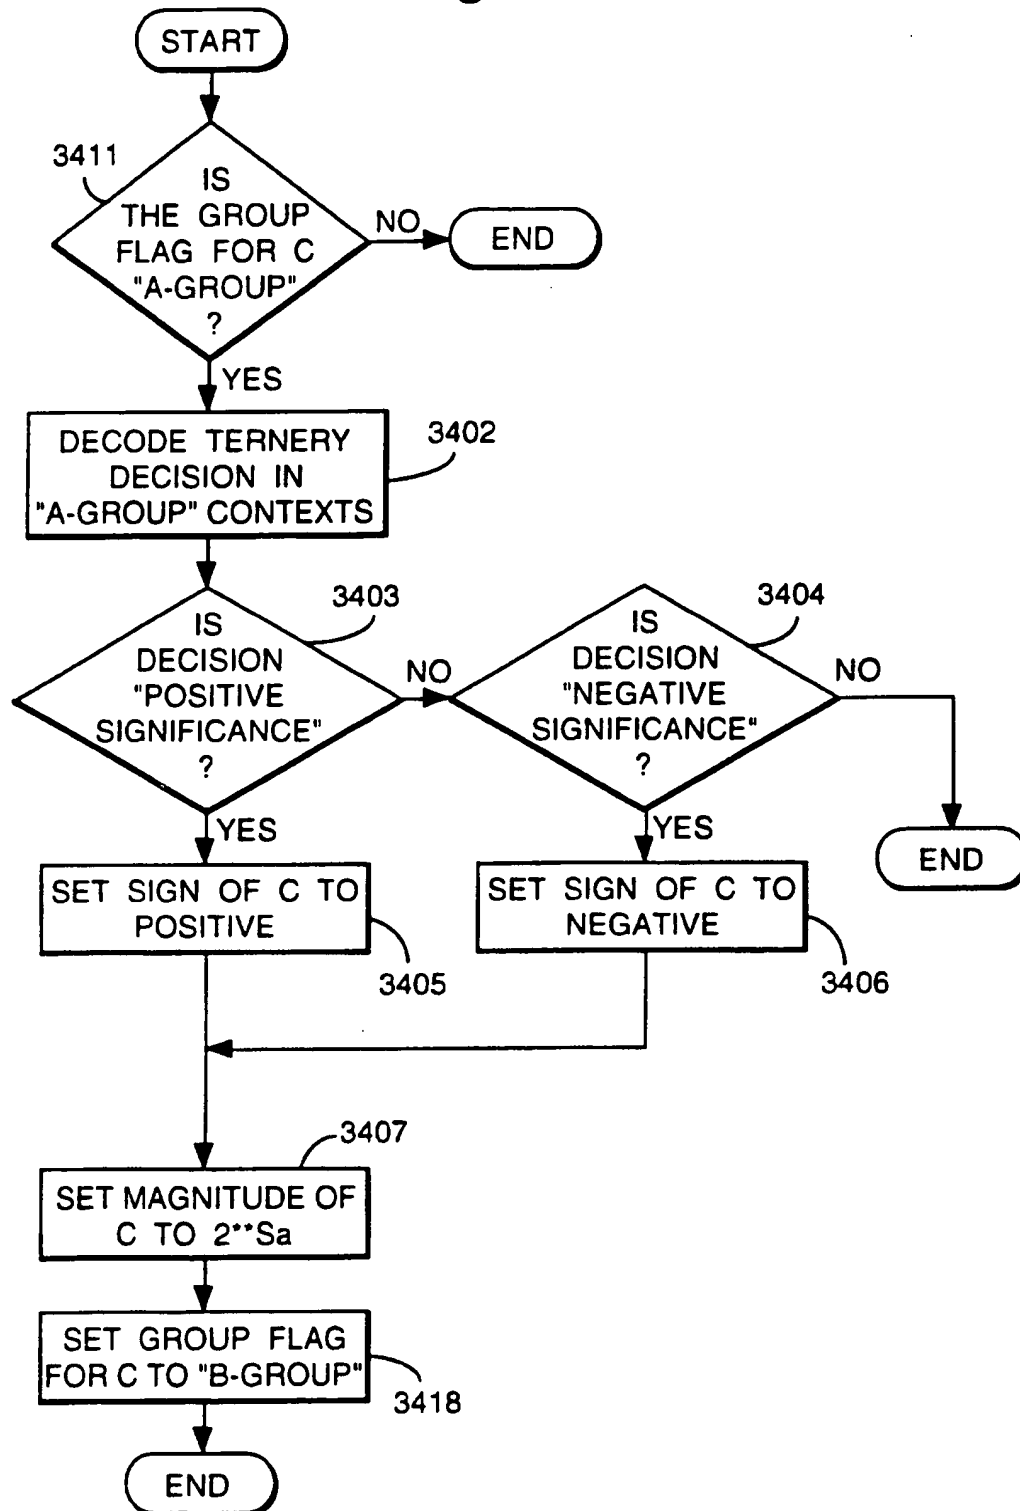 START
3411
IS
THE GROUP
FLAG FOR C
"A-GROUP"
?
NO
END
YES
DECODE TERNERY
DECISION IN
"A-GROUP" CONTEXTS
3402
IS
DECISION
"POSITIVE
SIGNIFICANCE"
?
3403
NO
IS
DECISION
"NEGATIVE
SIGNIFICANCE"
?
3404
NO
END
YES
YES
SET SIGN OF C TO
POSITIVE
3405
SET SIGN OF C TO
NEGATIVE
3406
3407
SET MAGNITUDE OF
C TO 2**Sa
SET GROUP FLAG
FOR C TO "B-GROUP"
3418
END